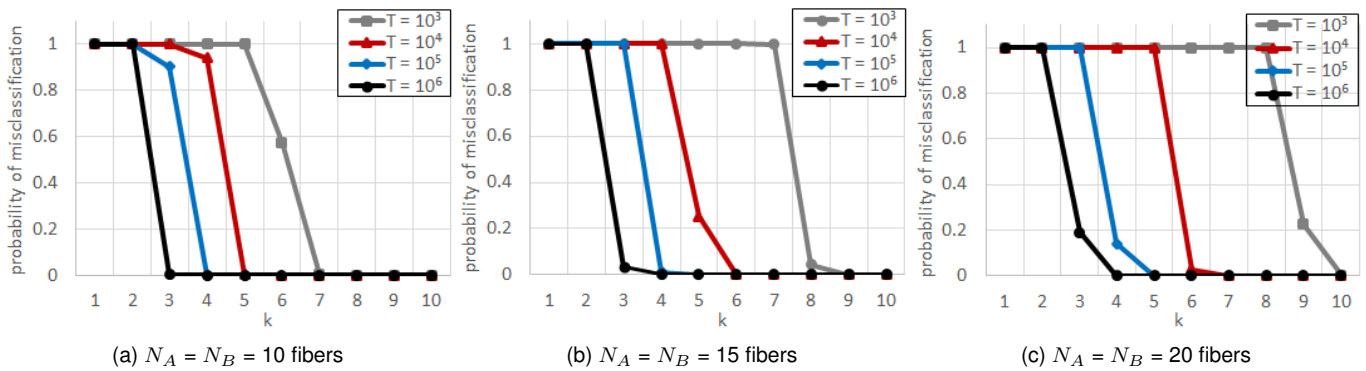 T = 10³
T = 10⁴
T = 10⁵
T = 10⁶
probability of misclassification
1
0.8
0.6
0.4
0.2
0
1 2 3 4 5 6 7 8 9 10
k
(a) N_A = N_B = 10 fibers
T = 10³
T = 10⁴
T = 10⁵
T = 10⁶
probability of misclassification
1
0.8
0.6
0.4
0.2
0
1 2 3 4 5 6 7 8 9 10
k
(b) N_A = N_B = 15 fibers
T = 10³
T = 10⁴
T = 10⁵
T = 10⁶
probability of misclassification
1
0.8
0.6
0.4
0.2
0
1 2 3 4 5 6 7 8 9 10
k
(c) N_A = N_B = 20 fibers